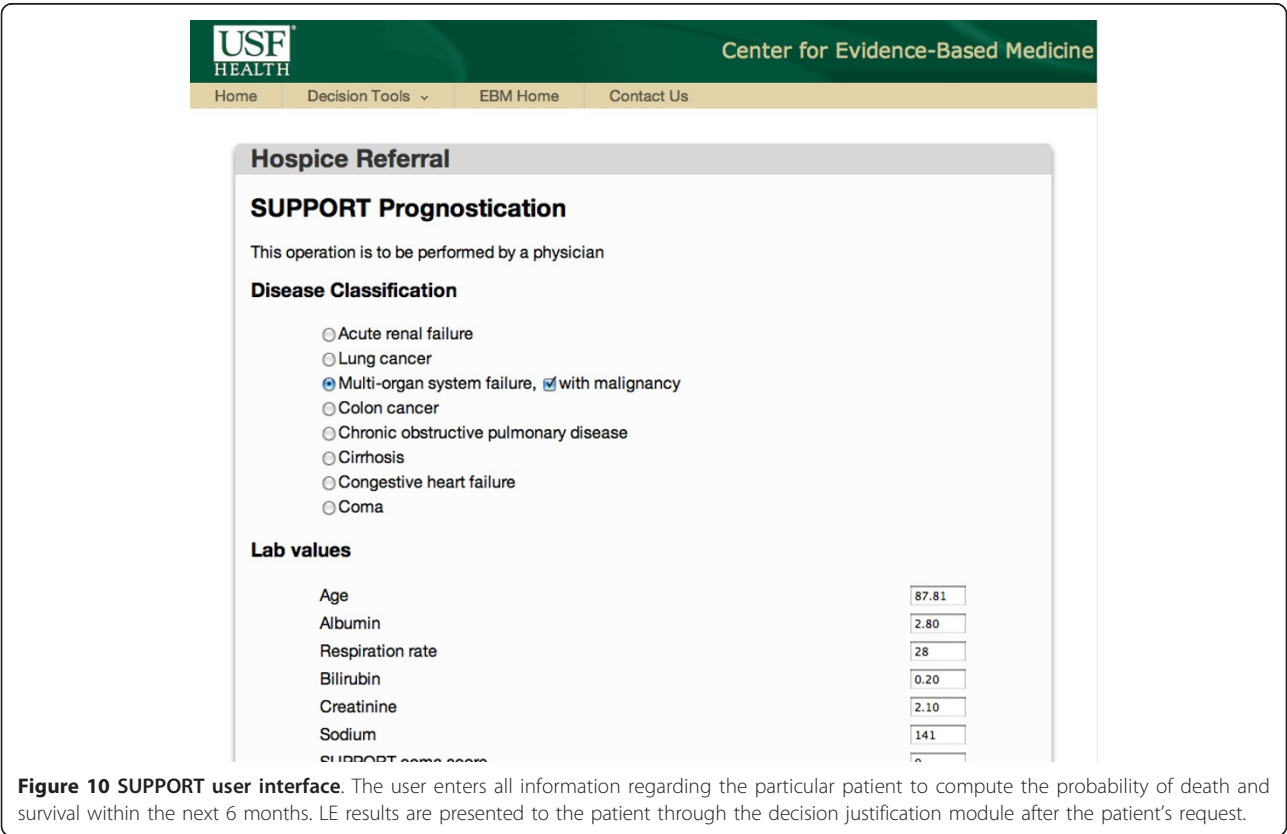 USF
HEALTH
Center for Evidence-Based Medicine
Home Decision Tools EBM Home Contact Us
Hospice Referral
SUPPORT Prognostication
This operation is to be performed by a physician
Disease Classification
Acute renal failure
Lung cancer
Multi-organ system failure, with malignancy
Colon cancer
Chronic obstructive pulmonary disease
Cirrhosis
Congestive heart failure
Coma
Lab values
Age 87.81
Albumin 2.80
Respiration rate 28
Bilirubin 0.20
Creatinine 2.10
Sodium 141
SUPPORT coma score
Figure 10 SUPPORT user interface. The user enters all information regarding the particular patient to compute the probability of death and
survival within the next 6 months. LE results are presented to the patient through the decision justification module after the patient's request.